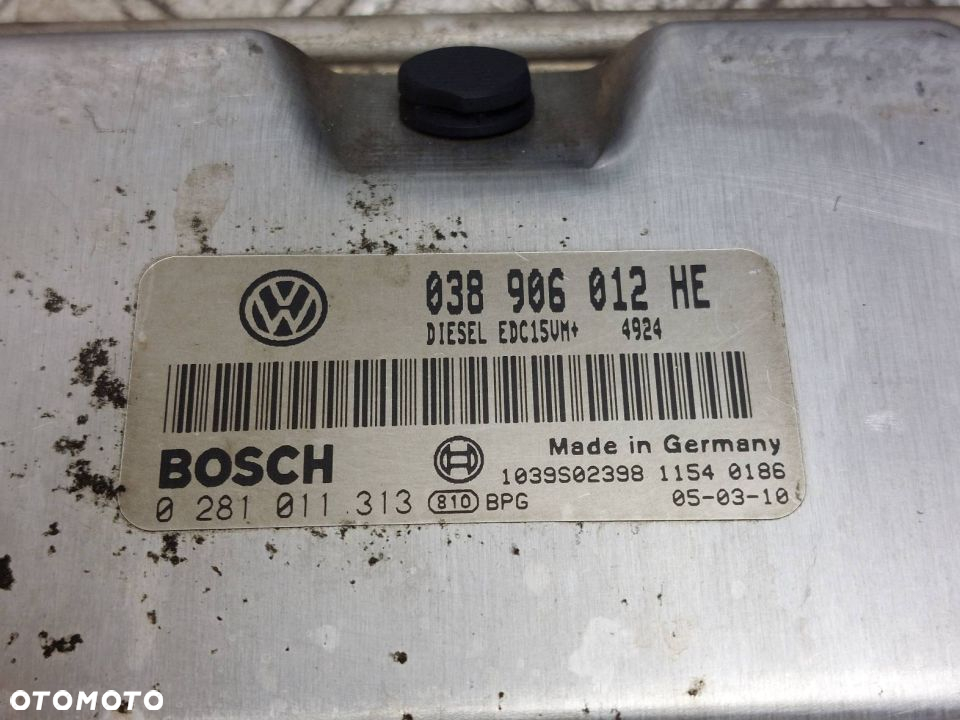 038 906 012 HE
DIESEL EDC15VM+ 4924
BOSCH
Made in Germany
1039S02398 1154 0186
0 281 011 313 810 BPG 05-03-10
OTOMOTO